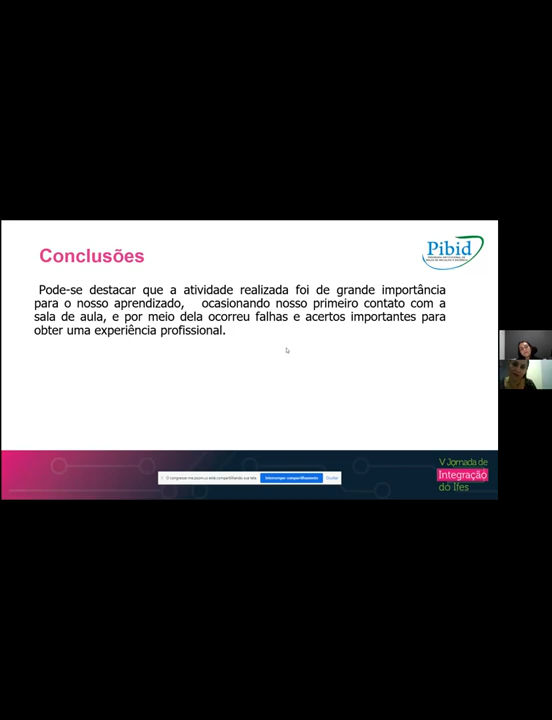 Conclusões
Pibid
Pode-se destacar que a atividade realizada foi de grande importância
para o nosso aprendizado, ocasionando nosso primeiro contato com a
sala de aula, e por meio dela ocorreu falhas e acertos importantes para
obter uma experiência profissional.
V Jornada de
Integração
do Ifes
Interromper compartilhamento
Ocultar